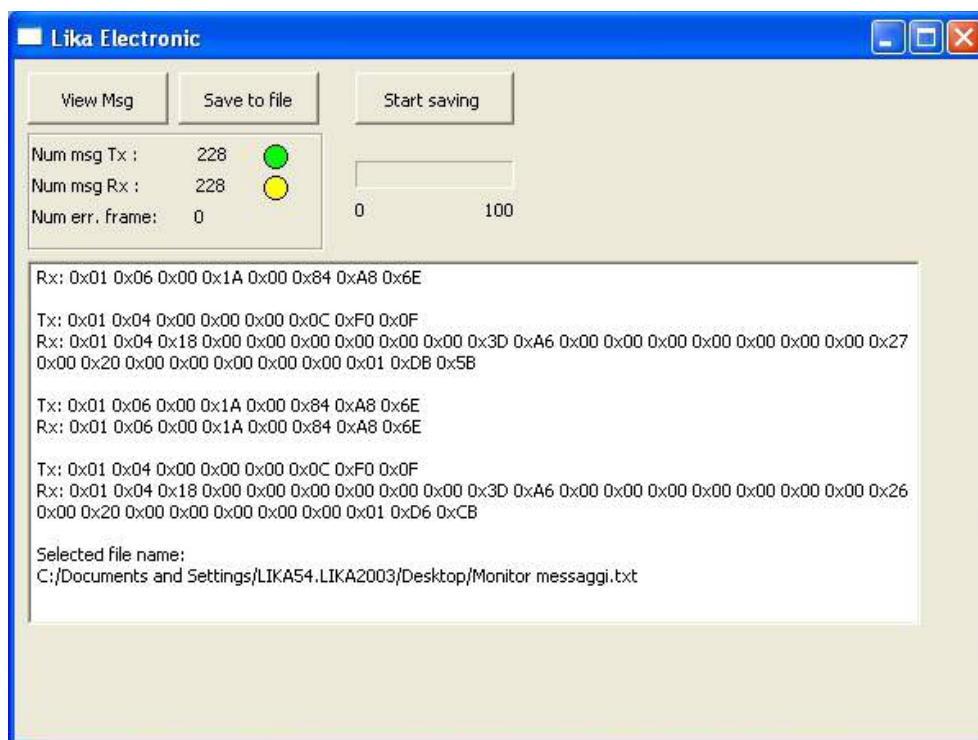 Lika Electronic
View Msg Save to file Start saving
Num msg Tx : 228
Num msg Rx : 228
Num err. frame: 0
0 100
Rx: 0x01 0x06 0x00 0x1A 0x00 0x84 0xA8 0x6E
Tx: 0x01 0x04 0x00 0x00 0x00 0x0C 0xF0 0x0F
Rx: 0x01 0x04 0x18 0x00 0x00 0x00 0x00 0x00 0x00 0x00 0x3D 0xA6 0x00 0x00 0x00 0x00 0x00 0x00 0x00 0x27
0x00 0x20 0x00 0x00 0x00 0x00 0x00 0x01 0xDB 0x5B
Tx: 0x01 0x06 0x00 0x1A 0x00 0x84 0xA8 0x6E
Rx: 0x01 0x06 0x00 0x1A 0x00 0x84 0xA8 0x6E
Tx: 0x01 0x04 0x00 0x00 0x00 0x0C 0xF0 0x0F
Rx: 0x01 0x04 0x18 0x00 0x00 0x00 0x00 0x00 0x00 0x00 0x3D 0xA6 0x00 0x00 0x00 0x00 0x00 0x00 0x00 0x26
0x00 0x20 0x00 0x00 0x00 0x00 0x00 0x01 0xD6 0xCB
Selected file name:
C:/Documents and Settings/LIKA54.LIKA2003/Desktop/Monitor messaggi.txt